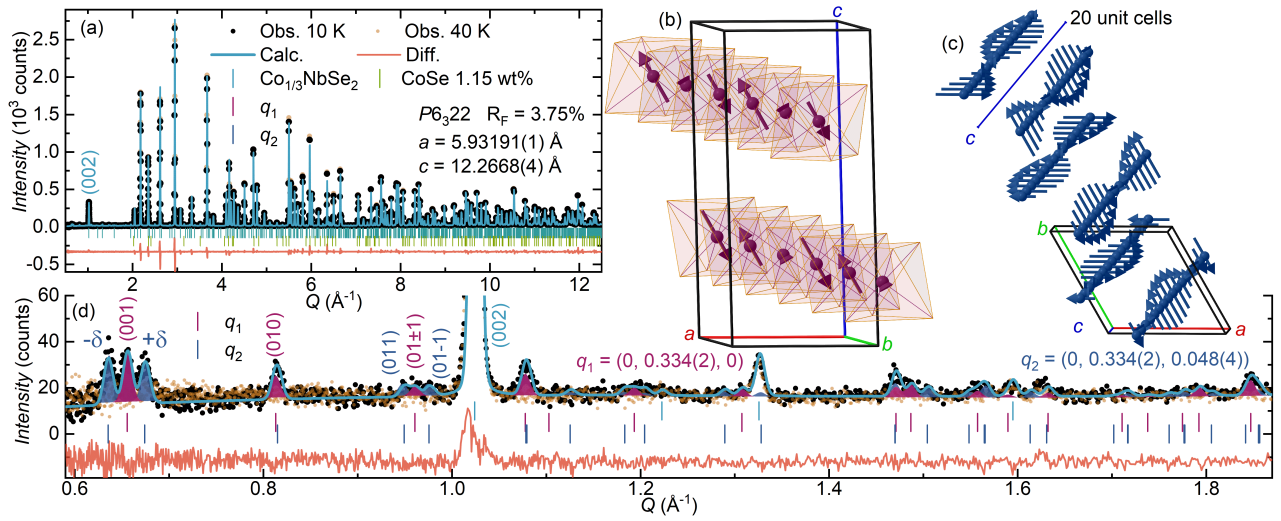 (a)
Obs. 10 K
Obs. 40 K
Calc.
Diff.
Co1/3NbSe2
CoSe 1.15 wt%
q1
q2
P6322 RF = 3.75%
a = 5.93191(1) Å
c = 12.2668(4) Å
(002)
Intensity (10³ counts)
2.5
2.0
1.5
1.0
0.5
0.0
-0.5
2 4 6 8 10 12
Q (Å-1)
(b)
c
a
b
(c)
20 unit cells
c
b
c
a
(d)
Intensity (counts)
60
40
20
0
-δ
(001)
+δ
q1
q2
(010)
(011)
(01±1)
(01-1)
(002)
q1 = (0, 0.334(2), 0)
q2 = (0, 0.334(2), 0.048(4))
0.6 0.8 1.0 1.2 1.4 1.6 1.8
Q (Å-1)